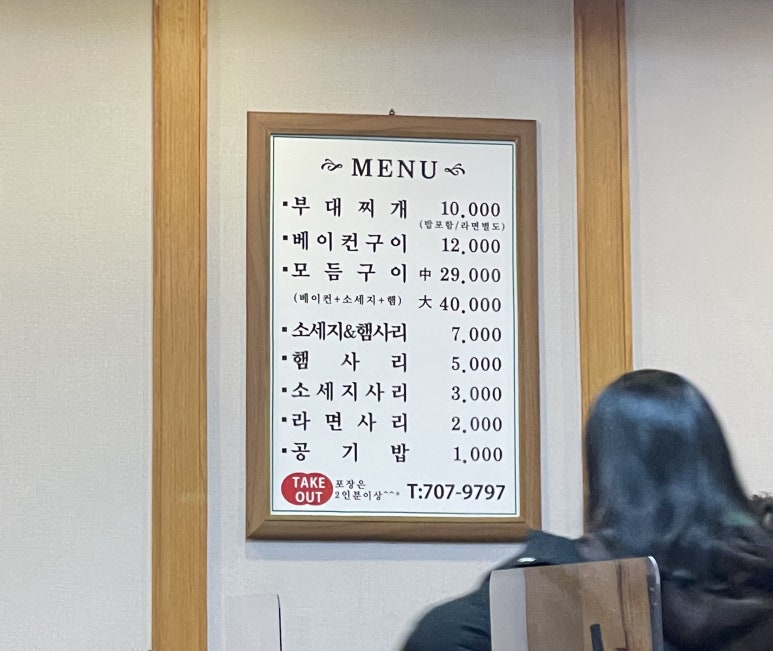 MENU
▪부 대 찌 개 10.000
(밥포함/라면별도)
▪베이컨구이 12.000
▪모 듬 구 이 中 29.000
(베이컨+소세지+햄) 大 40.000
▪소세지&햄사리 7.000
▪햄 사 리 5.000
▪소세지사리 3.000
▪라 면 사 리 2.000
▪공 기 밥 1.000
TAKE OUT 포장은 2인분이상^^* T:707-9797